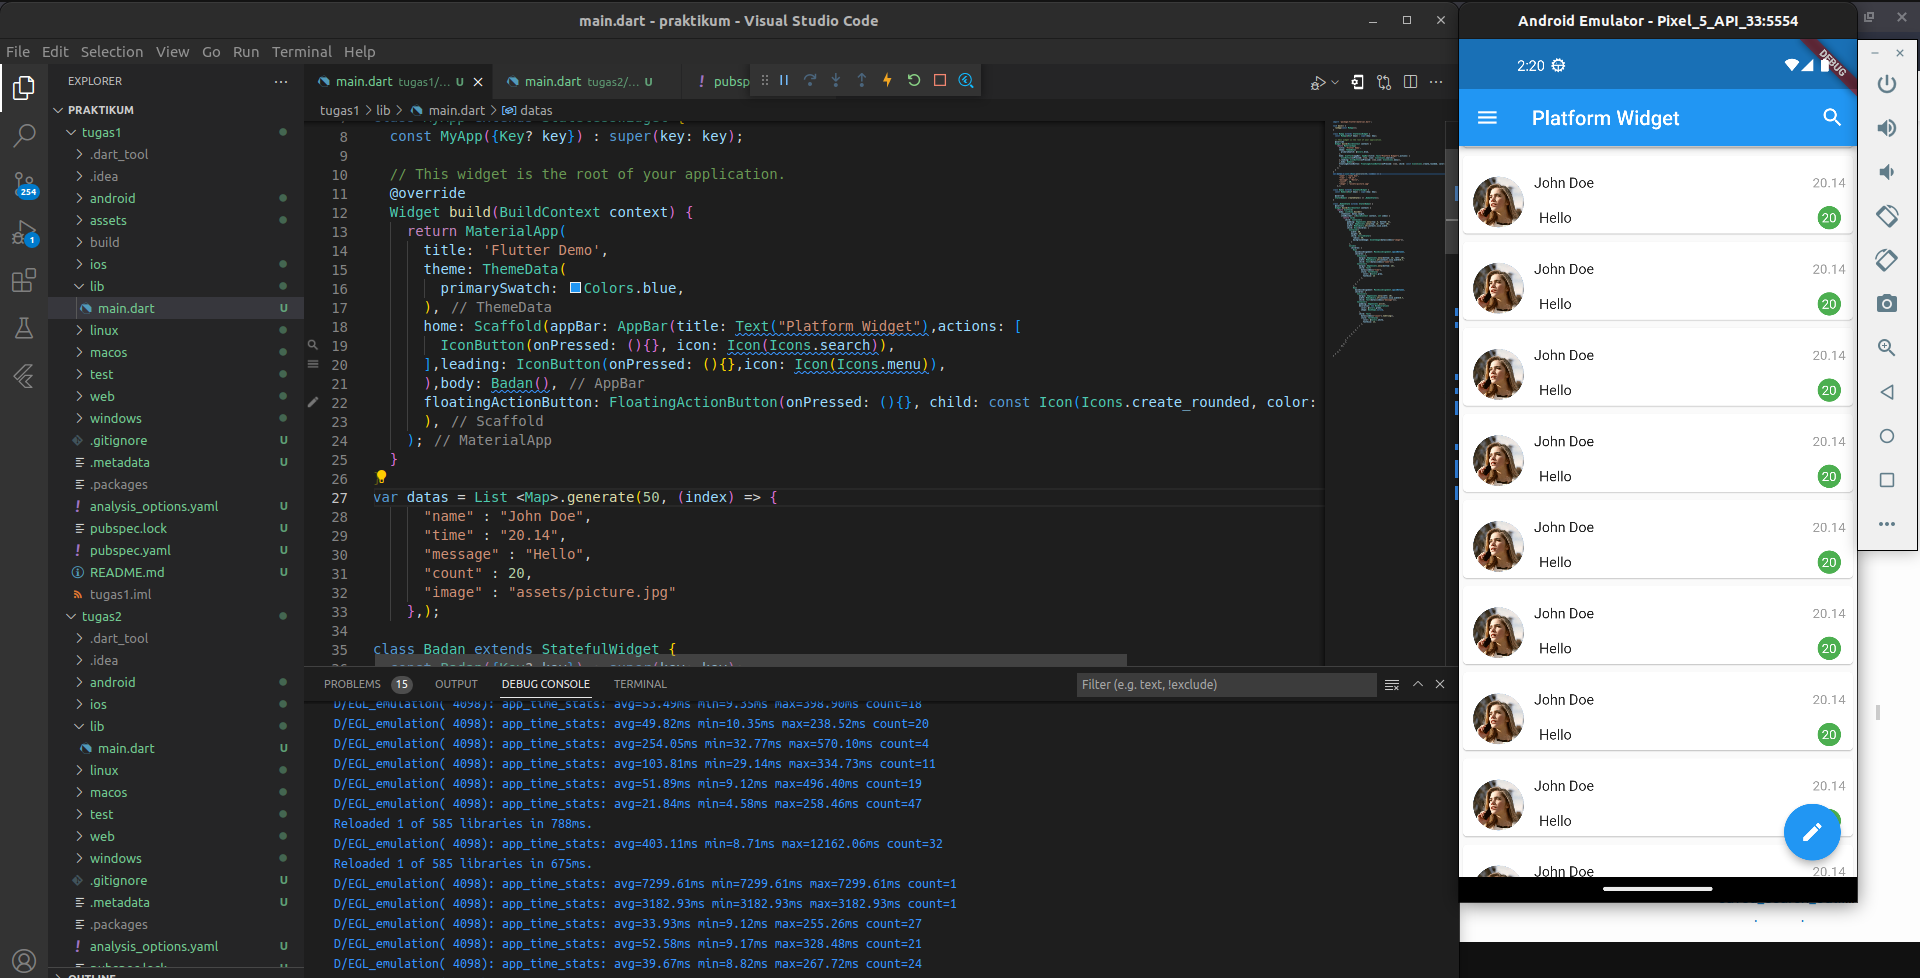 main.dart - praktikum - Visual Studio Code
File Edit Selection View Go Run Terminal Help
EXPLORER
PRAKTIKUM
tugas1
.dart_tool
.idea
android
assets
build
ios
lib
main.dart U
linux
macos
test
web
windows
.gitignore U
.metadata U
.packages
analysis_options.yaml U
pubspec.lock U
pubspec.yaml U
README.md U
tugas1.iml
tugas2
.dart_tool
.idea
android
ios
lib
main.dart U
linux
macos
test
web
windows
.gitignore U
.metadata U
.packages
analysis_options.yaml U
OUTLINE
254
1
main.dart tugas1/... U
main.dart tugas2/... U
! pubsp
tugas1 > lib > main.dart > datas
8 const MyApp({Key? key}) : super(key: key);
9
10 // This widget is the root of your application.
11 @override
12 Widget build(BuildContext context) {
13 return MaterialApp(
14 title: 'Flutter Demo',
15 theme: ThemeData(
16 primarySwatch: Colors.blue,
17 ), // ThemeData
18 home: Scaffold(appBar: AppBar(title: Text("Platform Widget"),actions: [
19 IconButton(onPressed: (){}, icon: Icon(Icons.search)),
20 ],leading: IconButton(onPressed: (){},icon: Icon(Icons.menu)),
21 ),body: Badan(), // AppBar
22 floatingActionButton: FloatingActionButton(onPressed: (){}, child: const Icon(Icons.create_rounded, color:
23 ), // Scaffold
24 ); // MaterialApp
25 }
26
27 var datas = List <Map>.generate(50, (index) => {
28 "name" : "John Doe",
29 "time" : "20.14",
30 "message" : "Hello",
31 "count" : 20,
32 "image" : "assets/picture.jpg"
33 },);
34
35 class Badan extends StatefulWidget {
PROBLEMS 15 OUTPUT DEBUG CONSOLE TERMINAL
Filter (e.g. text, !exclude)
D/EGL_emulation( 4098): app_time_stats: avg=53.49ms min=9.35ms max=398.90ms count=18
D/EGL_emulation( 4098): app_time_stats: avg=49.82ms min=10.35ms max=238.52ms count=20
D/EGL_emulation( 4098): app_time_stats: avg=254.05ms min=32.77ms max=570.10ms count=4
D/EGL_emulation( 4098): app_time_stats: avg=103.81ms min=29.14ms max=334.73ms count=11
D/EGL_emulation( 4098): app_time_stats: avg=51.89ms min=9.12ms max=496.40ms count=19
D/EGL_emulation( 4098): app_time_stats: avg=21.84ms min=4.58ms max=258.46ms count=47
Reloaded 1 of 585 libraries in 788ms.
D/EGL_emulation( 4098): app_time_stats: avg=403.11ms min=8.71ms max=12162.06ms count=32
Reloaded 1 of 585 libraries in 675ms.
D/EGL_emulation( 4098): app_time_stats: avg=7299.61ms min=7299.61ms max=7299.61ms count=1
D/EGL_emulation( 4098): app_time_stats: avg=3182.93ms min=3182.93ms max=3182.93ms count=1
D/EGL_emulation( 4098): app_time_stats: avg=33.93ms min=9.12ms max=255.26ms count=27
D/EGL_emulation( 4098): app_time_stats: avg=52.58ms min=9.17ms max=328.48ms count=21
D/EGL_emulation( 4098): app_time_stats: avg=39.67ms min=8.82ms max=267.72ms count=24
Android Emulator - Pixel_5_API_33:5554
2:20
DEBUG
Platform Widget
John Doe 20.14
Hello 20
John Doe 20.14
Hello 20
John Doe 20.14
Hello 20
John Doe 20.14
Hello 20
John Doe 20.14
Hello 20
John Doe 20.14
Hello 20
John Doe 20.14
Hello 20
John Doe 20.14
Hello
John Doe 20.14